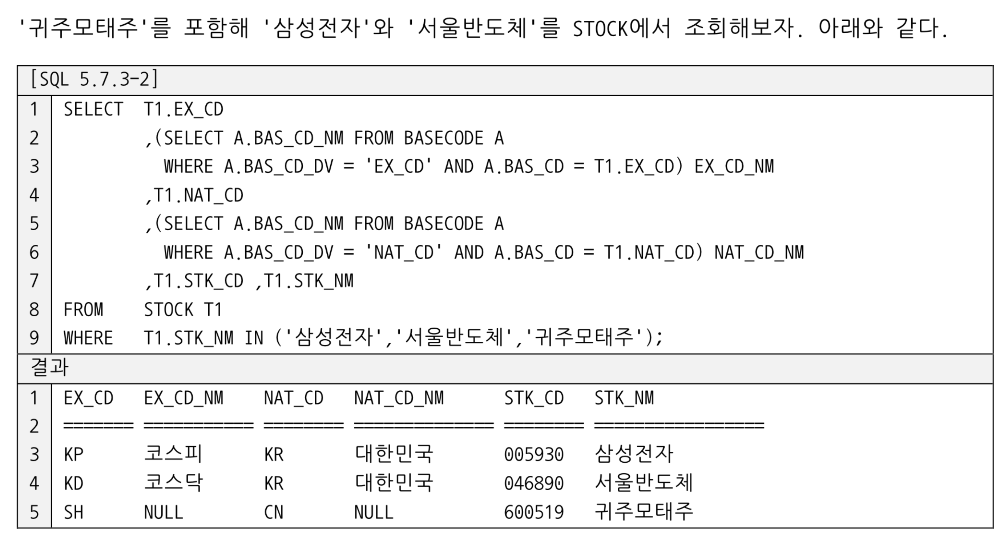 '귀주모태주'를 포함해 '삼성전자'와 '서울반도체'를 STOCK에서 조회해보자. 아래와 같다.
[SQL 5.7.3-2]
1 SELECT T1.EX_CD
2 ,(SELECT A.BAS_CD_NM FROM BASECODE A
3 WHERE A.BAS_CD_DV = 'EX_CD' AND A.BAS_CD = T1.EX_CD) EX_CD_NM
4 ,T1.NAT_CD
5 ,(SELECT A.BAS_CD_NM FROM BASECODE A
6 WHERE A.BAS_CD_DV = 'NAT_CD' AND A.BAS_CD = T1.NAT_CD) NAT_CD_NM
7 ,T1.STK_CD ,T1.STK_NM
8 FROM STOCK T1
9 WHERE T1.STK_NM IN ('삼성전자','서울반도체','귀주모태주');
결과
1 EX_CD EX_CD_NM NAT_CD NAT_CD_NM STK_CD STK_NM
2 ======= =========== ======== ============== ======== =================
3 KP 코스피 KR 대한민국 005930 삼성전자
4 KD 코스닥 KR 대한민국 046890 서울반도체
5 SH NULL CN NULL 600519 귀주모태주